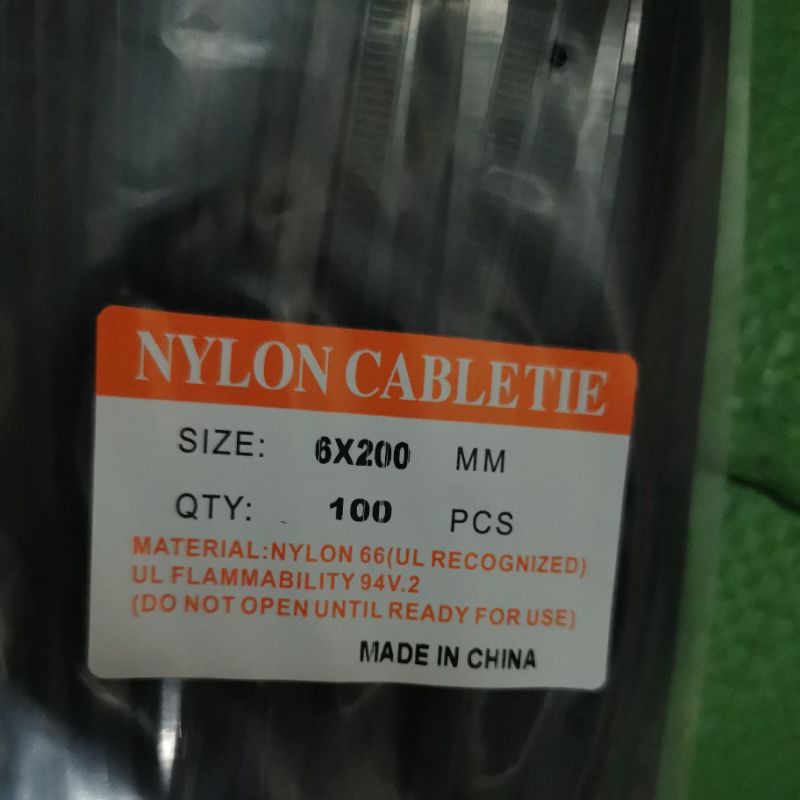 NYLON CABLETIE
SIZE: 6X200 MM
QTY: 100 PCS
MATERIAL:NYLON 66(UL RECOGNIZED)
UL FLAMMABILITY 94V.2
(DO NOT OPEN UNTIL READY FOR USE)
MADE IN CHINA